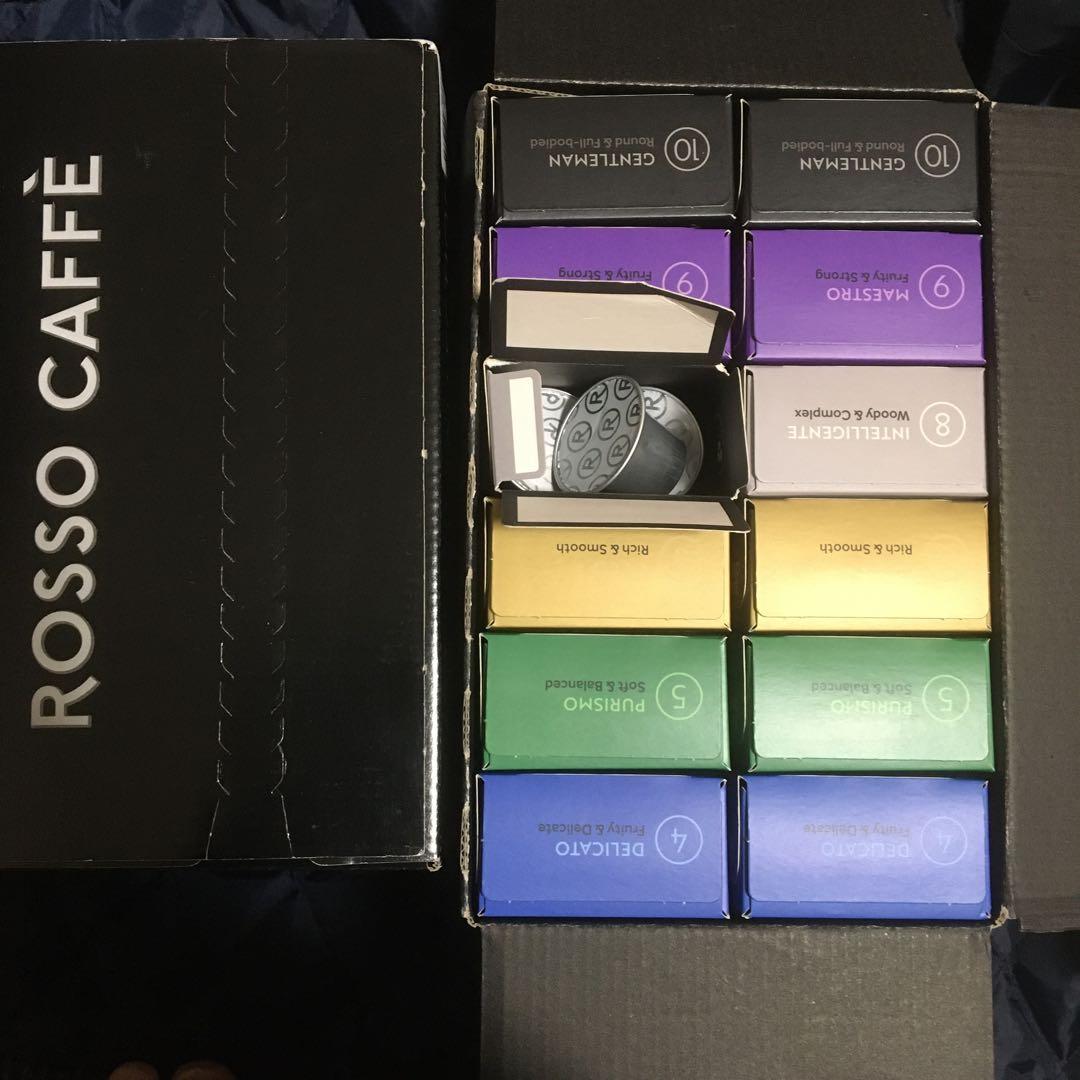 ROSSO CAFFÈ
10
GENTLEMAN
Round & Full-bodied
10
GENTLEMAN
Round & Full-bodied
9
Fruity & Strong
9
MAESTRO
Fruity & Strong
R
R
R
R
R
R
R
8
INTELLIGENTE
Woody & Complex
Rich & Smooth
Rich & Smooth
5
PURISMO
Soft & Balanced
5
PURISMO
Soft & Balanced
4
DELICATO
Fruity & Delicate
4
DELICATO
Fruity & Delicate